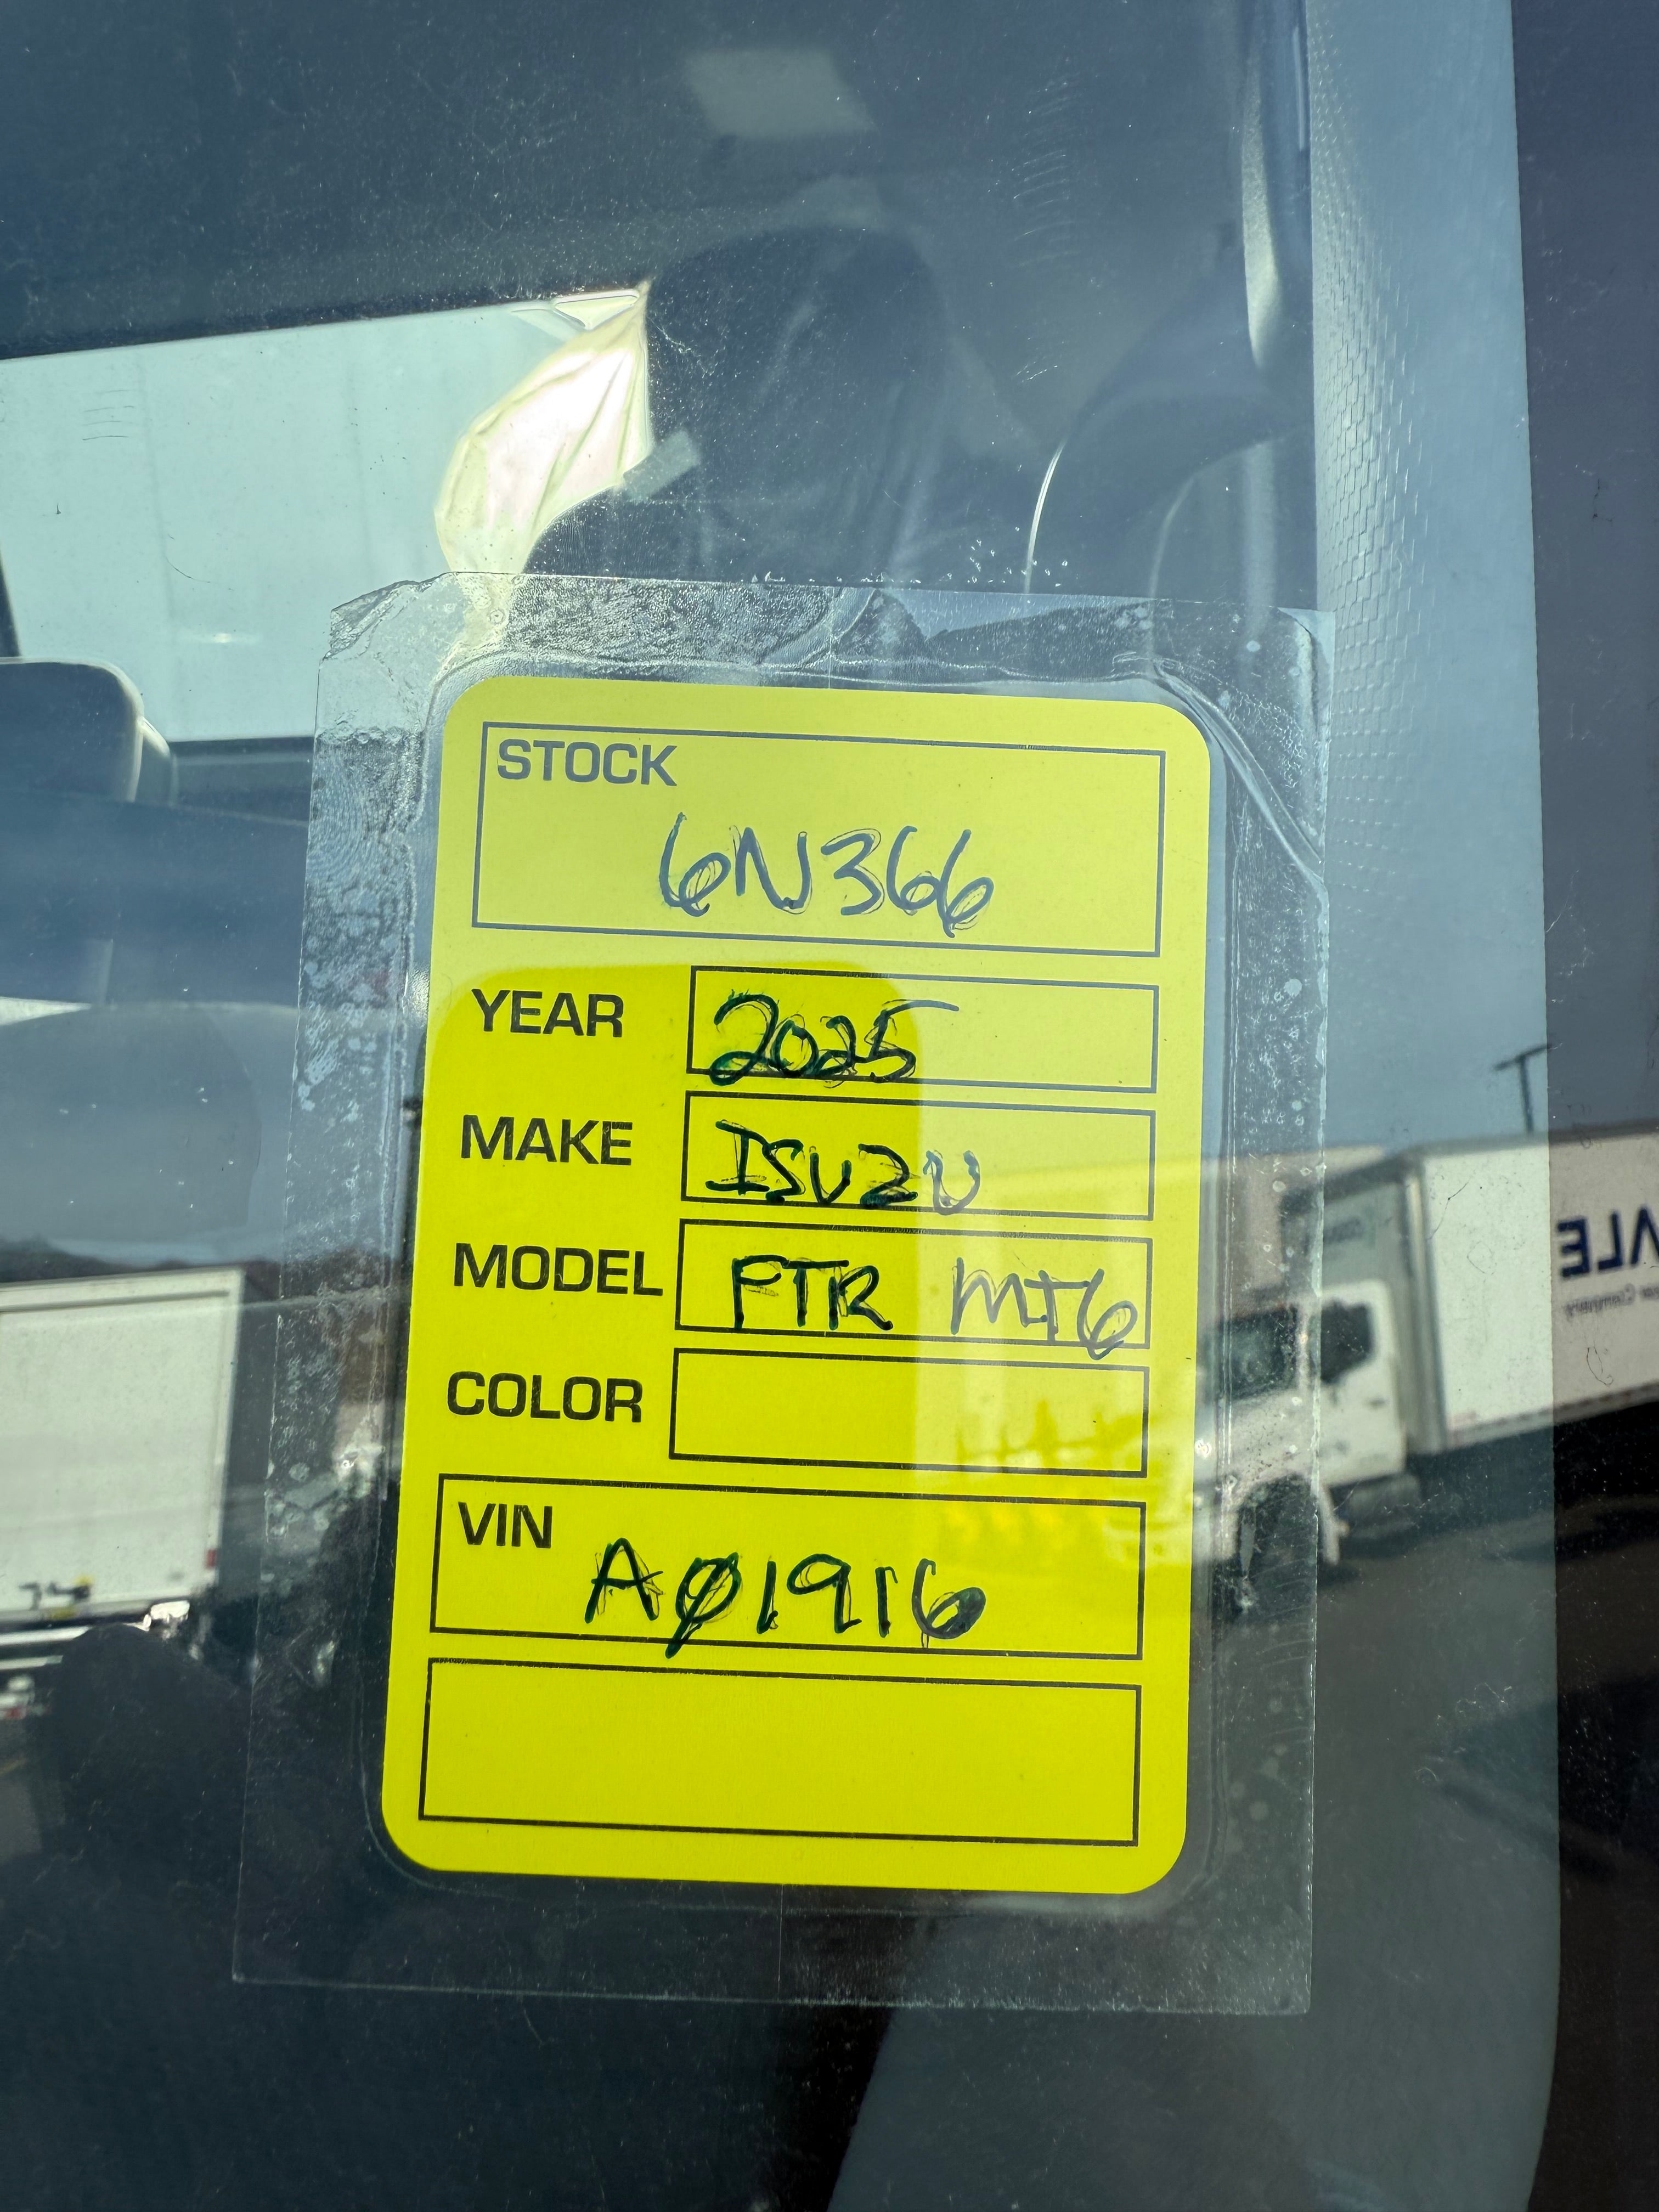 STOCK
6N366
YEAR 2025
MAKE ISUZU
MODEL FTR MT6
COLOR
VIN AØ1916